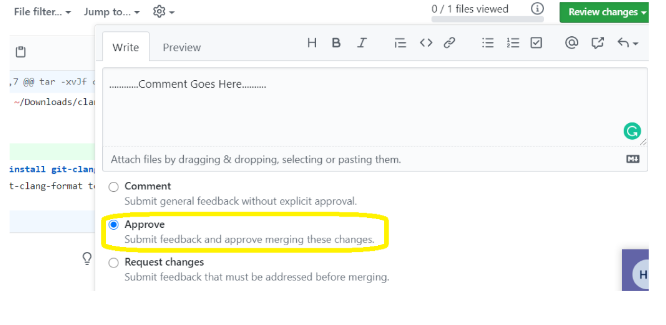 File filter... Jump to... 0 / 1 files viewed Review changes
Write Preview H B I
,7 @@ tar -xvJf
~/Downloads/clan
............Comment Goes Here..........
Attach files by dragging & dropping, selecting or pasting them.
install git-clang
t-clang-format to
Comment
Submit general feedback without explicit approval.
Approve
Submit feedback and approve merging these changes.
Request changes
Submit feedback that must be addressed before merging.
H